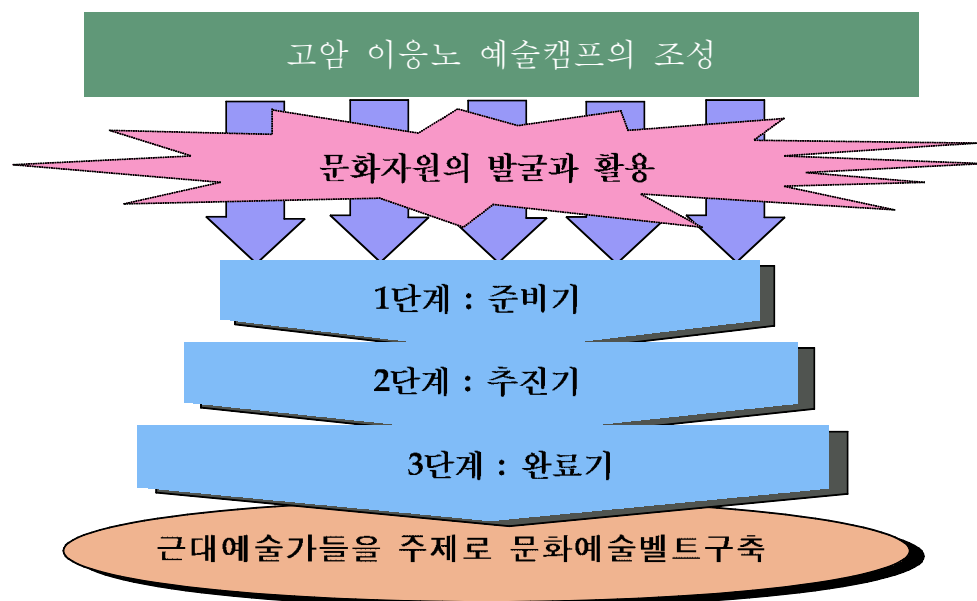 고암 이응노 예술캠프의 조성
문화자원의 발굴과 활용
1단계 : 준비기
2단계 : 추진기
3단계 : 완료기
근대예술가들을 주제로 문화예술벨트구축